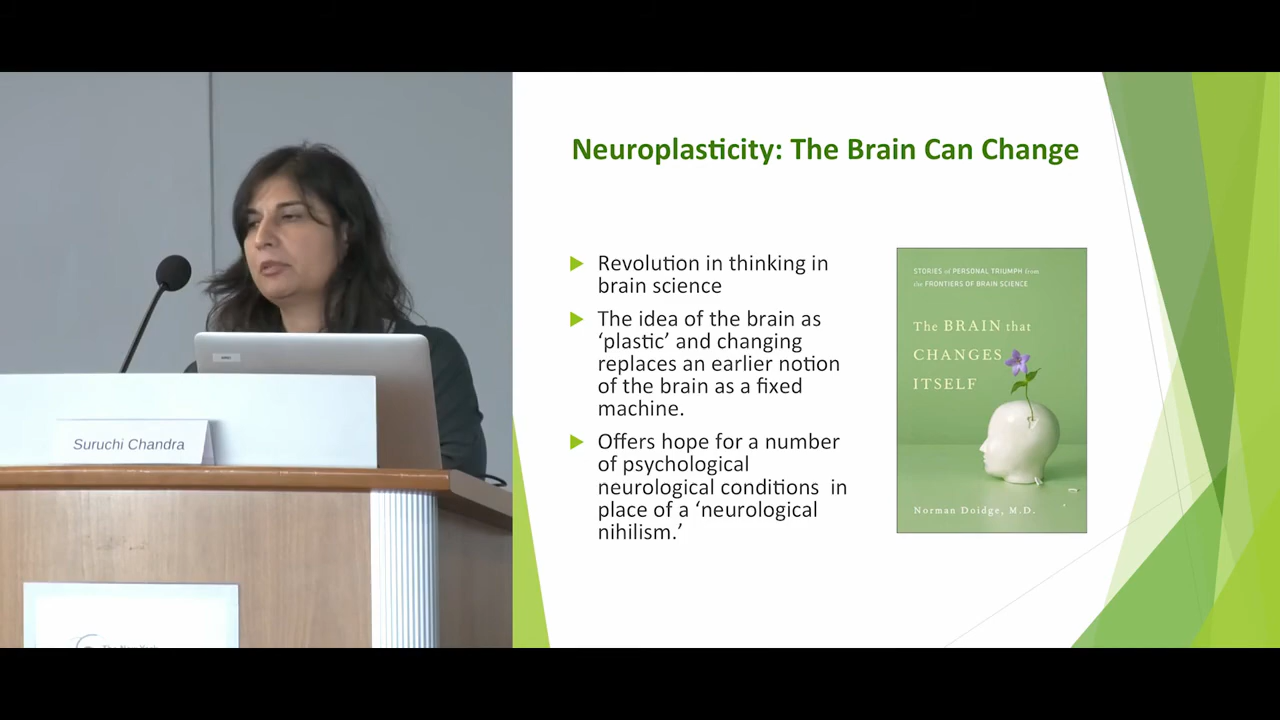 Neuroplasticity: The Brain Can Change
Revolution in thinking in
brain science
The idea of the brain as
‘plastic’ and changing
replaces an earlier notion
of the brain as a fixed
machine.
Offers hope for a number
of psychological
neurological conditions in
place of a ‘neurological
nihilism.’
STORIES of PERSONAL TRIUMPH from
the FRONTIERS OF BRAIN SCIENCE
The BRAIN that
CHANGES
ITSELF
Norman Doidge, M.D.
Suruchi Chandra
The New York